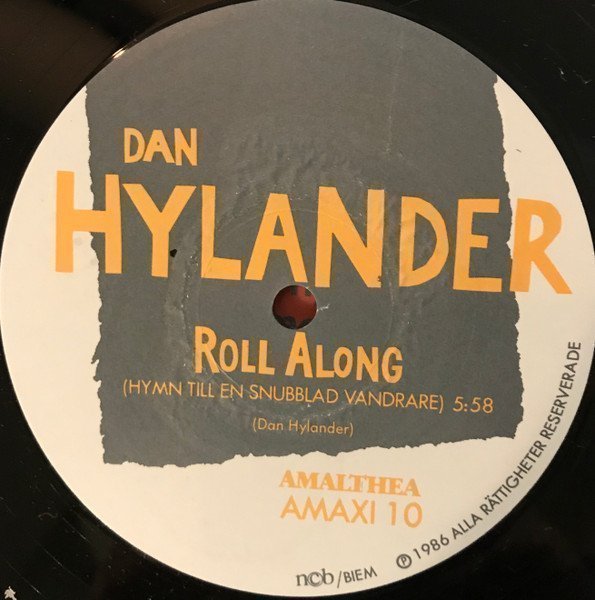 DAN
HYLANDER
ROLL ALONG
(HYMN TILL EN SNUBBLAD VANDRARE) 5:58
(Dan Hylander)
AMALTHEA
AMAXI 10
ncb/BIEM
℗ 1986 ALLA RÄTTIGHETER RESERVERADE